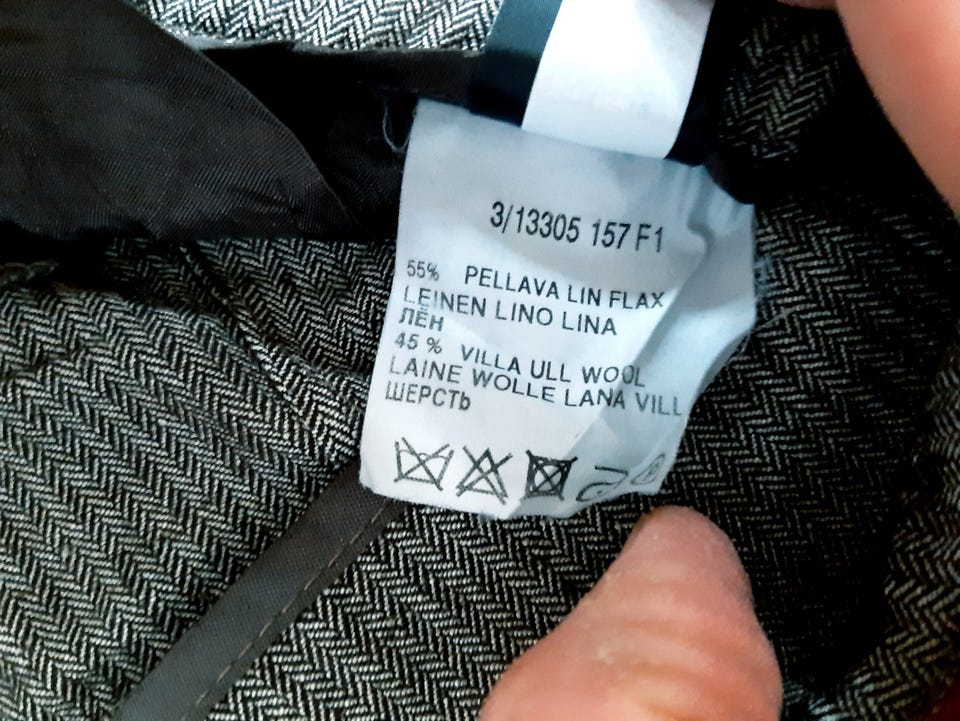 3/13305 157 F1
55% PELLAVA LIN FLAX
LEINEN LINO LINA
ЛЁН
45 % VILLA ULL WOOL
LAINE WOLLE LANA VILL
ШЕРСТЬ